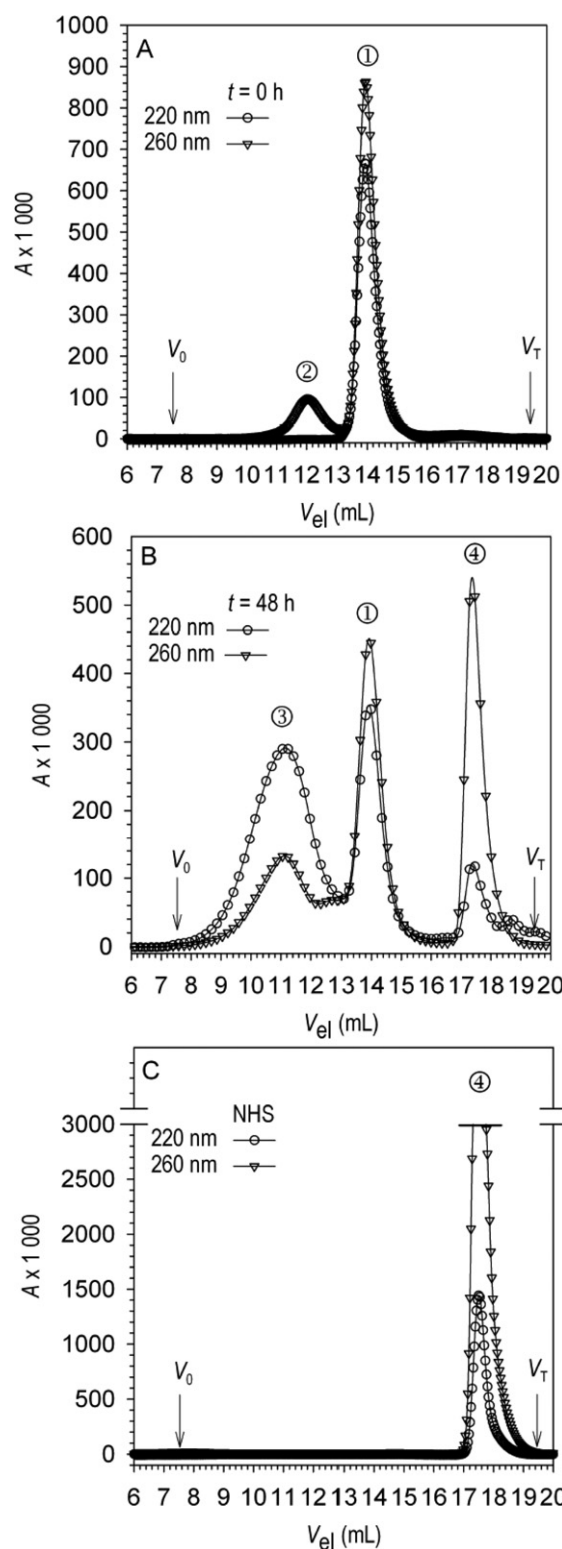 A
①
t = 0 h
220 nm
260 nm
②
V0
VT
1000
900
800
700
600
500
400
300
200
100
0
A x 1 000
6 7 8 9 10 11 12 13 14 15 16 17 18 19 20
Vel (mL)
B
④
t = 48 h
220 nm
260 nm
①
③
V0
VT
600
500
400
300
200
100
0
A x 1 000
6 7 8 9 10 11 12 13 14 15 16 17 18 19 20
Vel (mL)
C
④
NHS
220 nm
260 nm
V0
VT
3000
2500
2000
1500
1000
500
0
A x 1 000
6 7 8 9 10 11 12 13 14 15 16 17 18 19 20
Vel (mL)